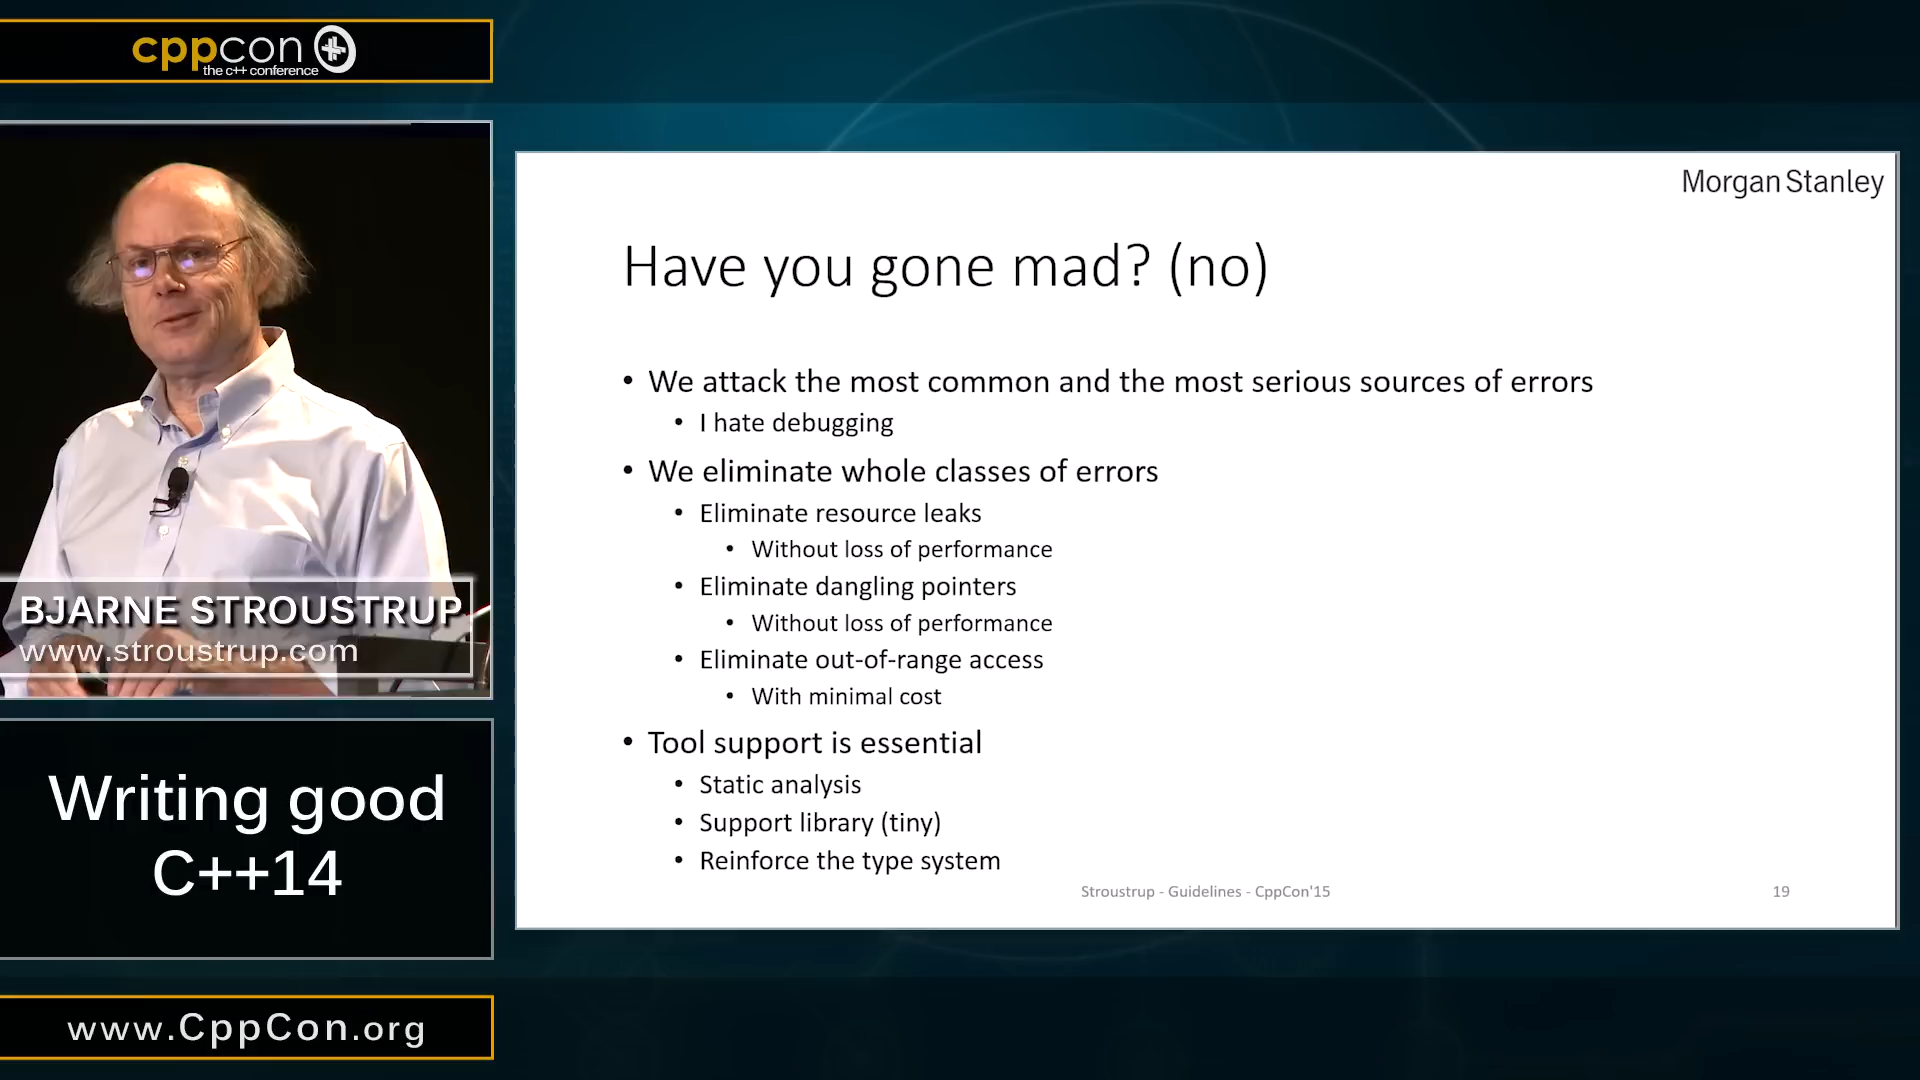 cppcon
the c++ conference
BJARNE STROUSTRUP
www.stroustrup.com
Writing good
C++14
www.CppCon.org
Morgan Stanley
Have you gone mad? (no)
• We attack the most common and the most serious sources of errors
• I hate debugging
• We eliminate whole classes of errors
• Eliminate resource leaks
• Without loss of performance
• Eliminate dangling pointers
• Without loss of performance
• Eliminate out-of-range access
• With minimal cost
• Tool support is essential
• Static analysis
• Support library (tiny)
• Reinforce the type system
Stroustrup - Guidelines - CppCon'15
19